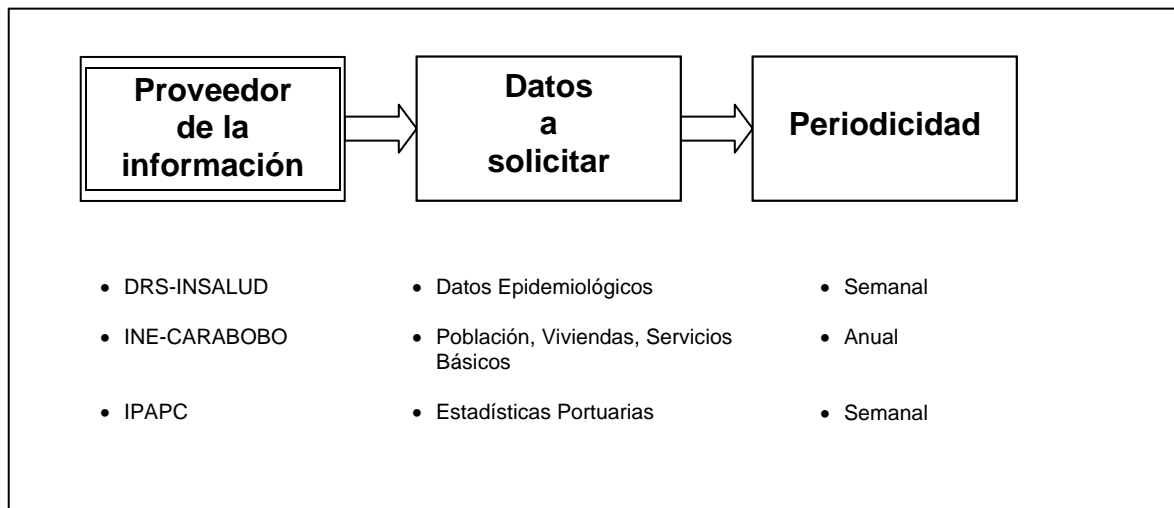 Proveedor
de la
información
Datos
a
solicitar
Periodicidad
• DRS-INSALUD
• Datos Epidemiológicos
• Semanal
• INE-CARABOBO
• Población, Viviendas, Servicios
Básicos
• Anual
• IPAPC
• Estadísticas Portuarias
• Semanal